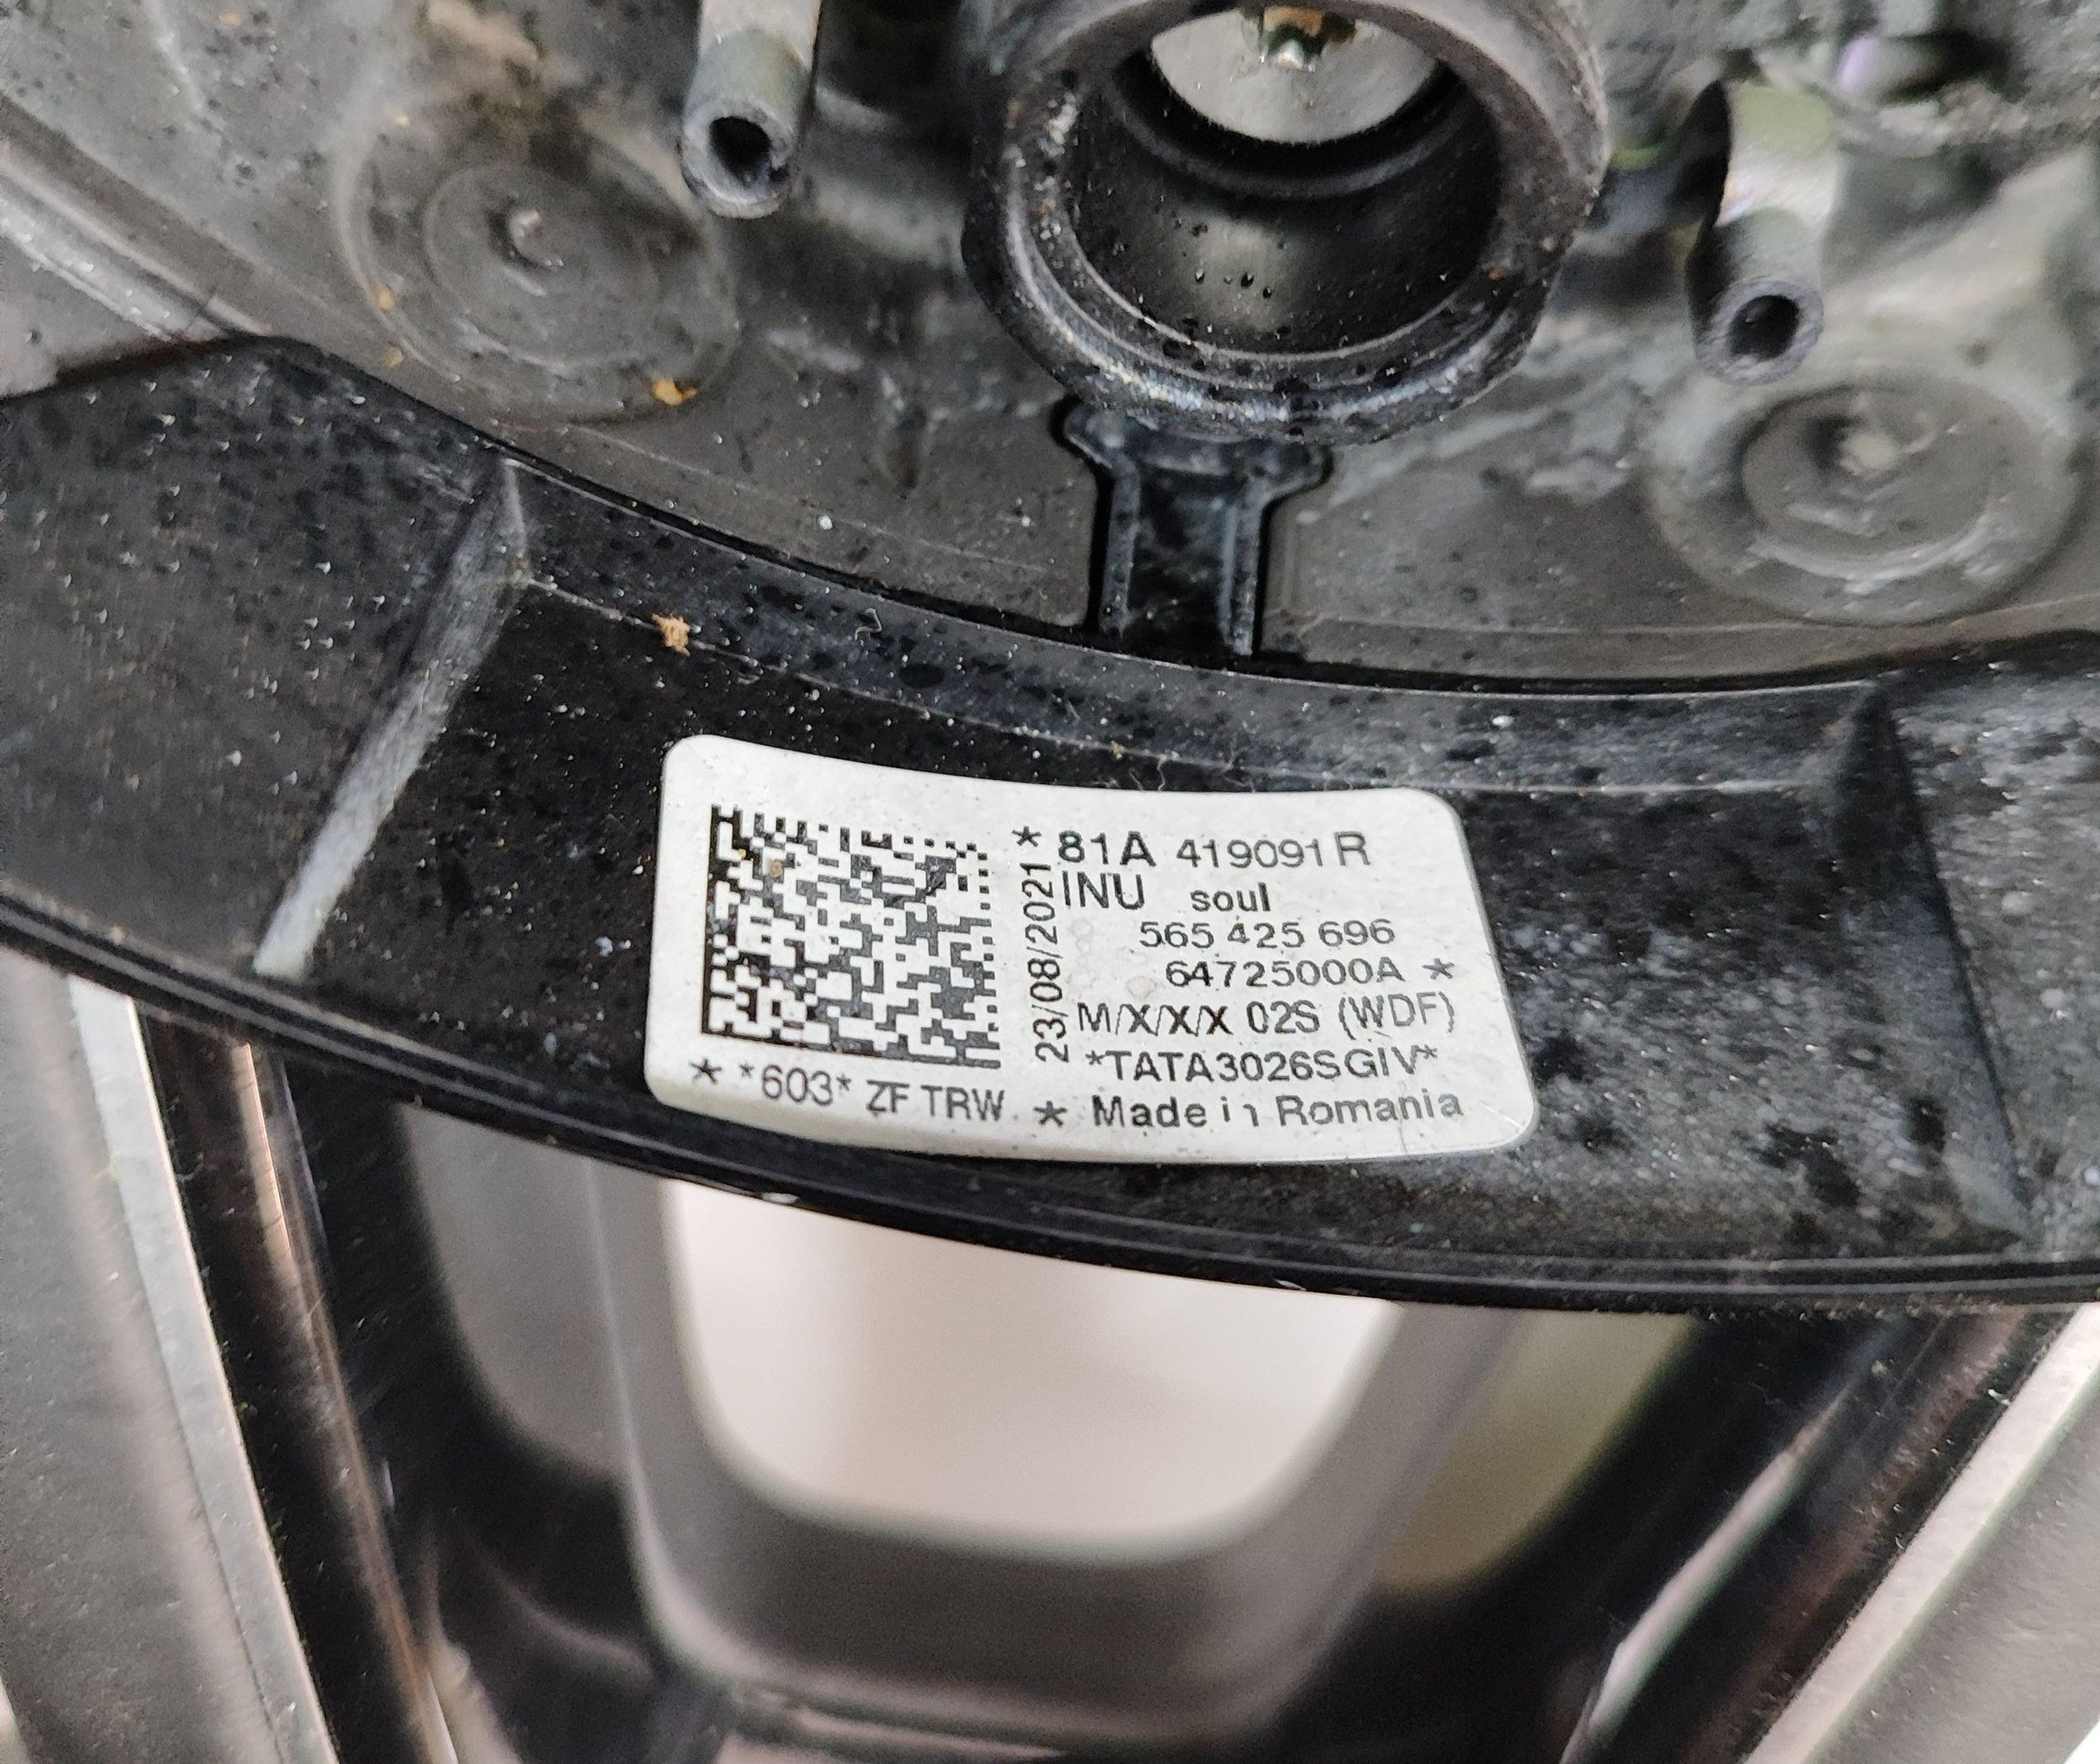 * 81A 419091 R
INU soul
565 425 696
64725000A *
M/X/X/X 02S (WDF)
*TATA3026SGIV*
23/08/2021
* *603* ZF TRW * Made in Romania